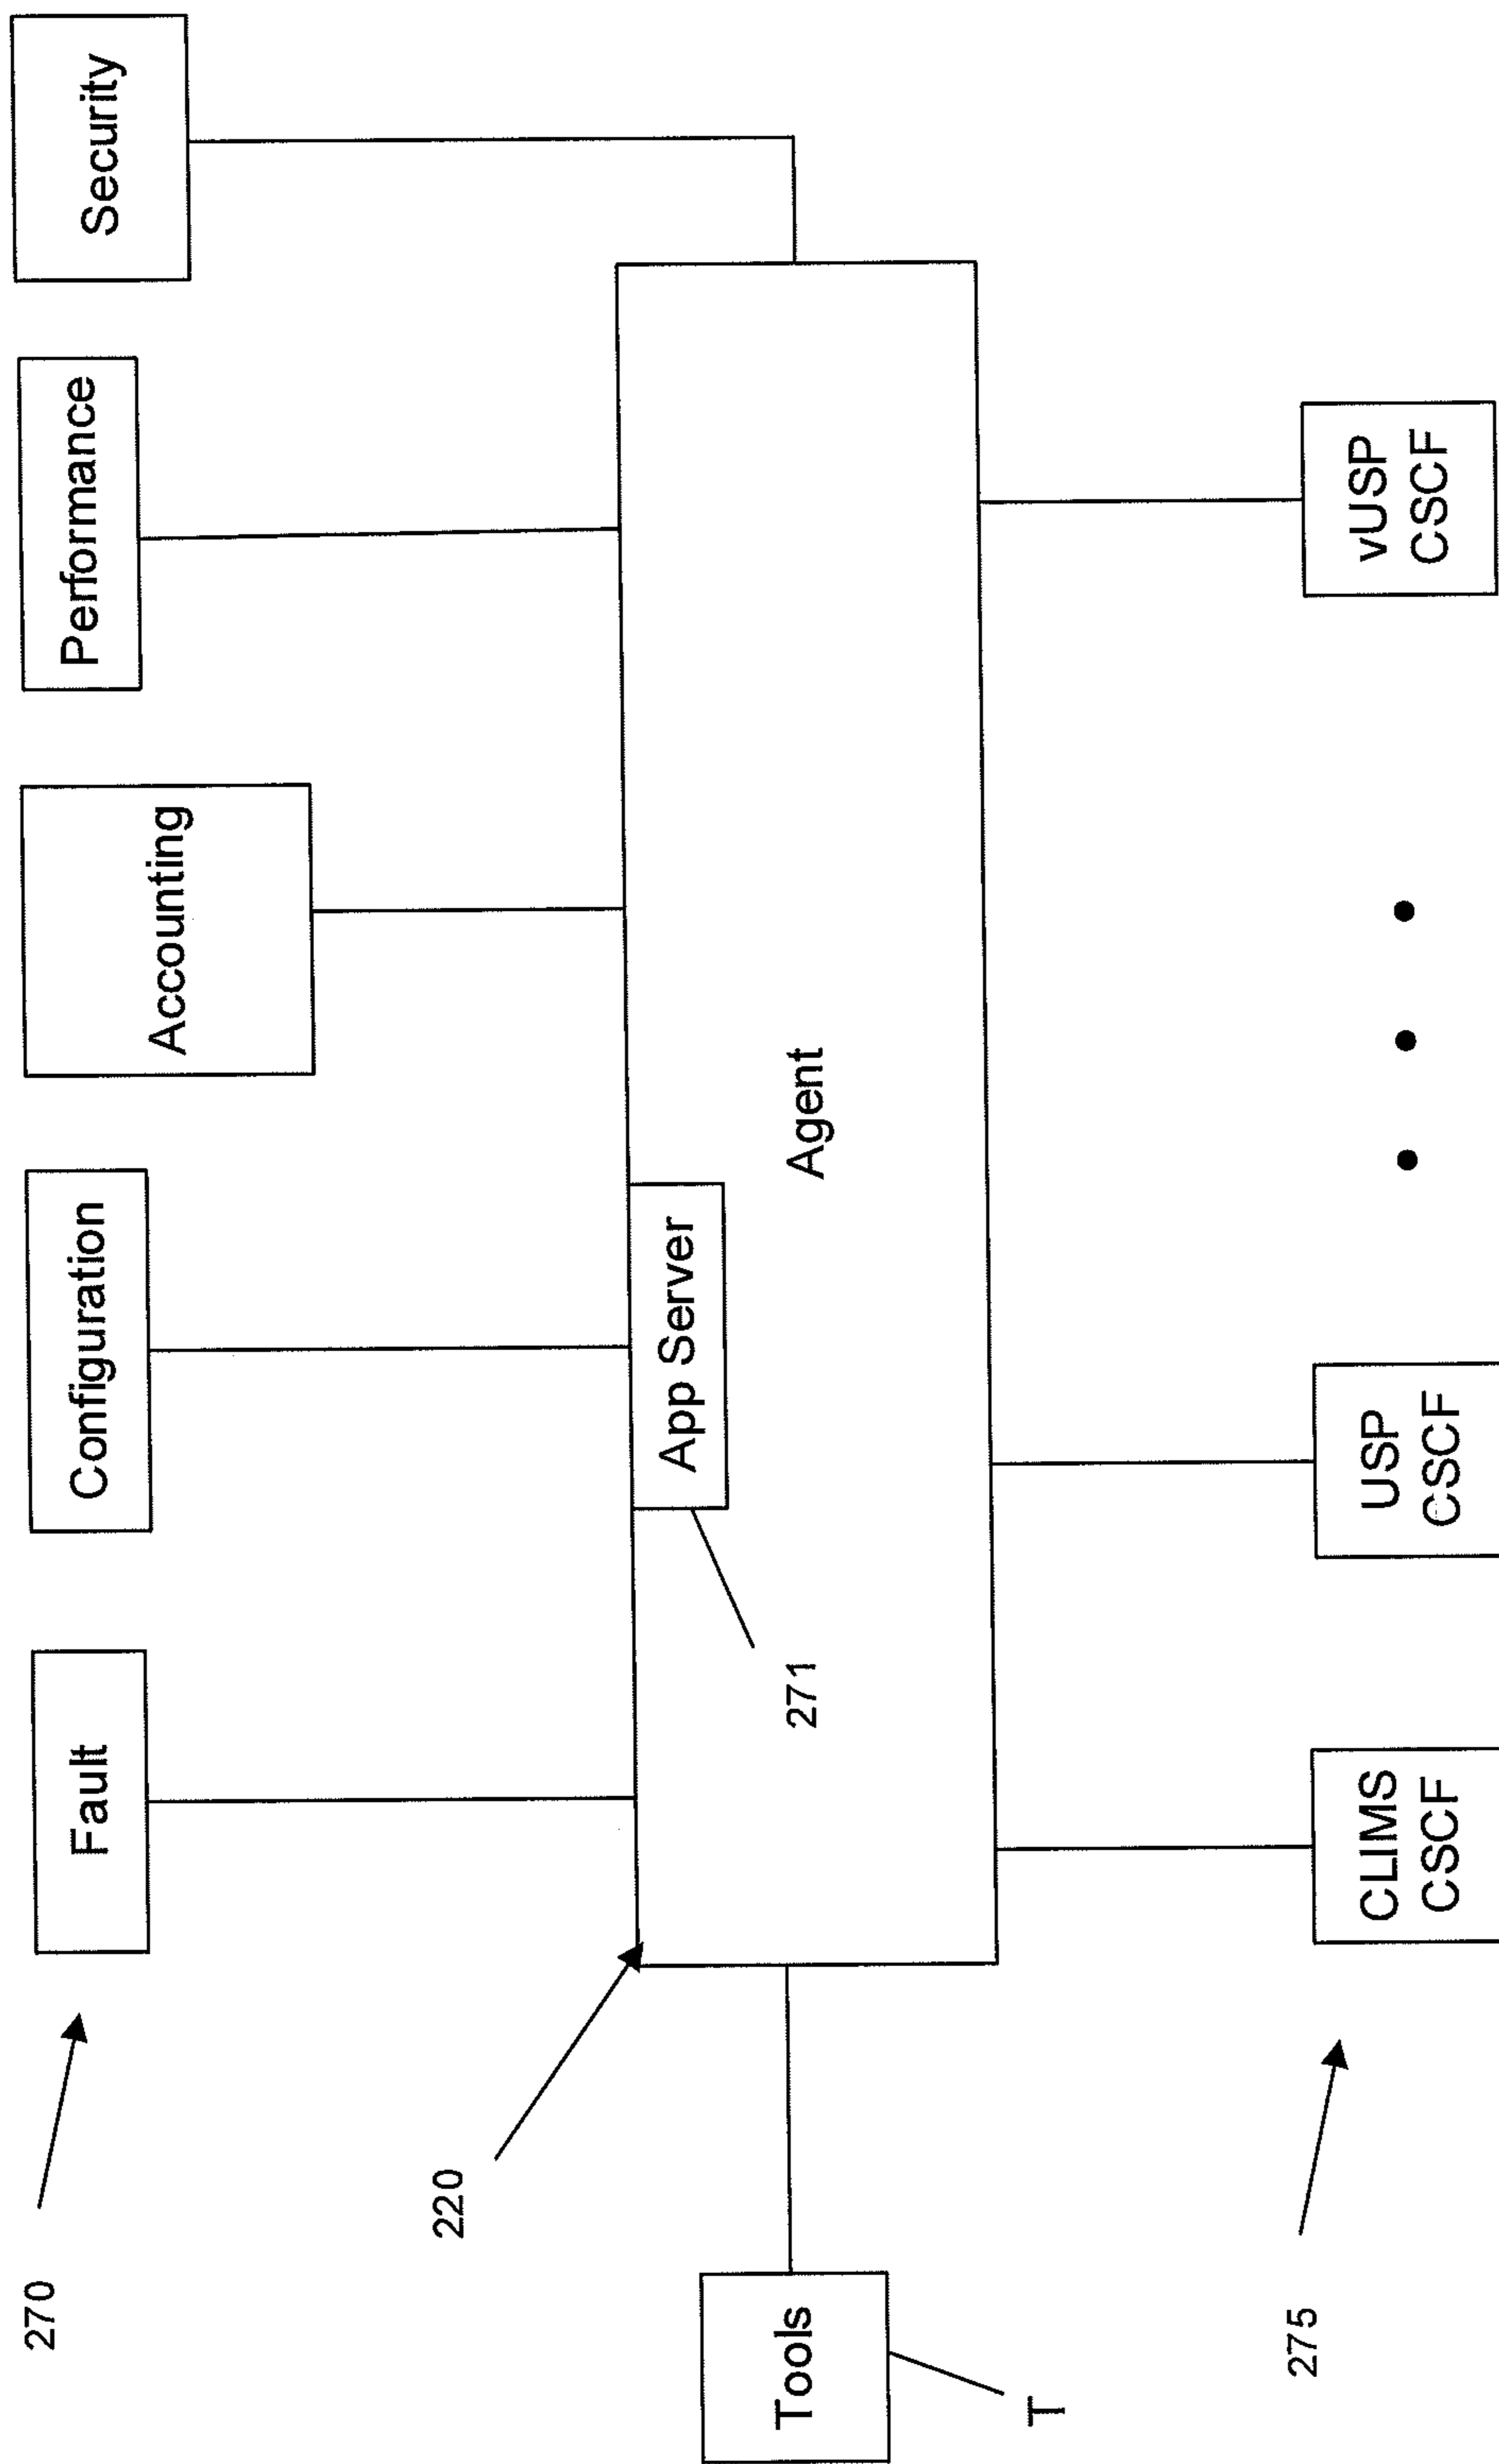 270
Fault
Configuration
Accounting
Performance
Security
220
App Server
271
Agent
Tools
T
275
CLIMS
CSCF
USP
CSCF
vUSP
CSCF